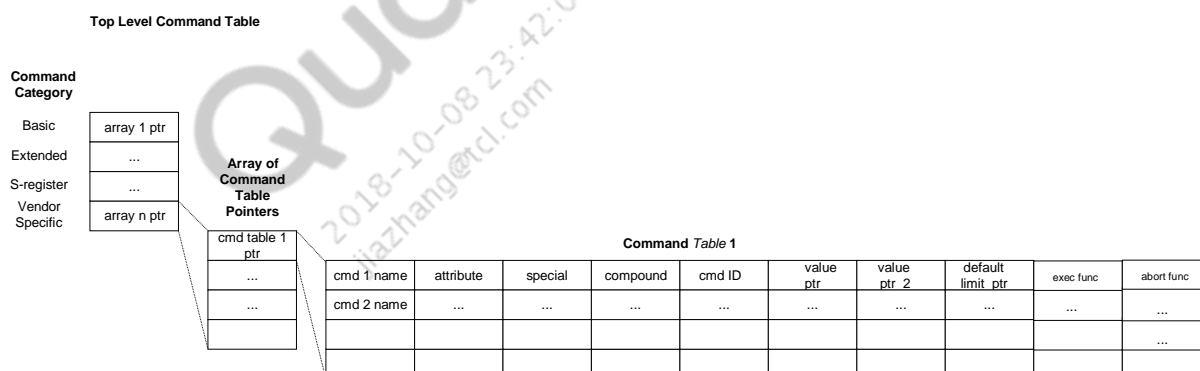 Top Level Command Table
2018-10-08 23:42:0
jiazhang@tcl.com
Command
Category
Basic
array 1 ptr
Extended
...
S-register
...
Vendor
Specific
array n ptr
Array of
Command
Table
Pointers
cmd table 1
ptr
...
...
Command Table 1
cmd 1 name attribute special compound cmd ID value ptr value ptr_2 default limit_ptr exec func abort func
cmd 2 name ... ... ... ... ... ... ... ... ...
...